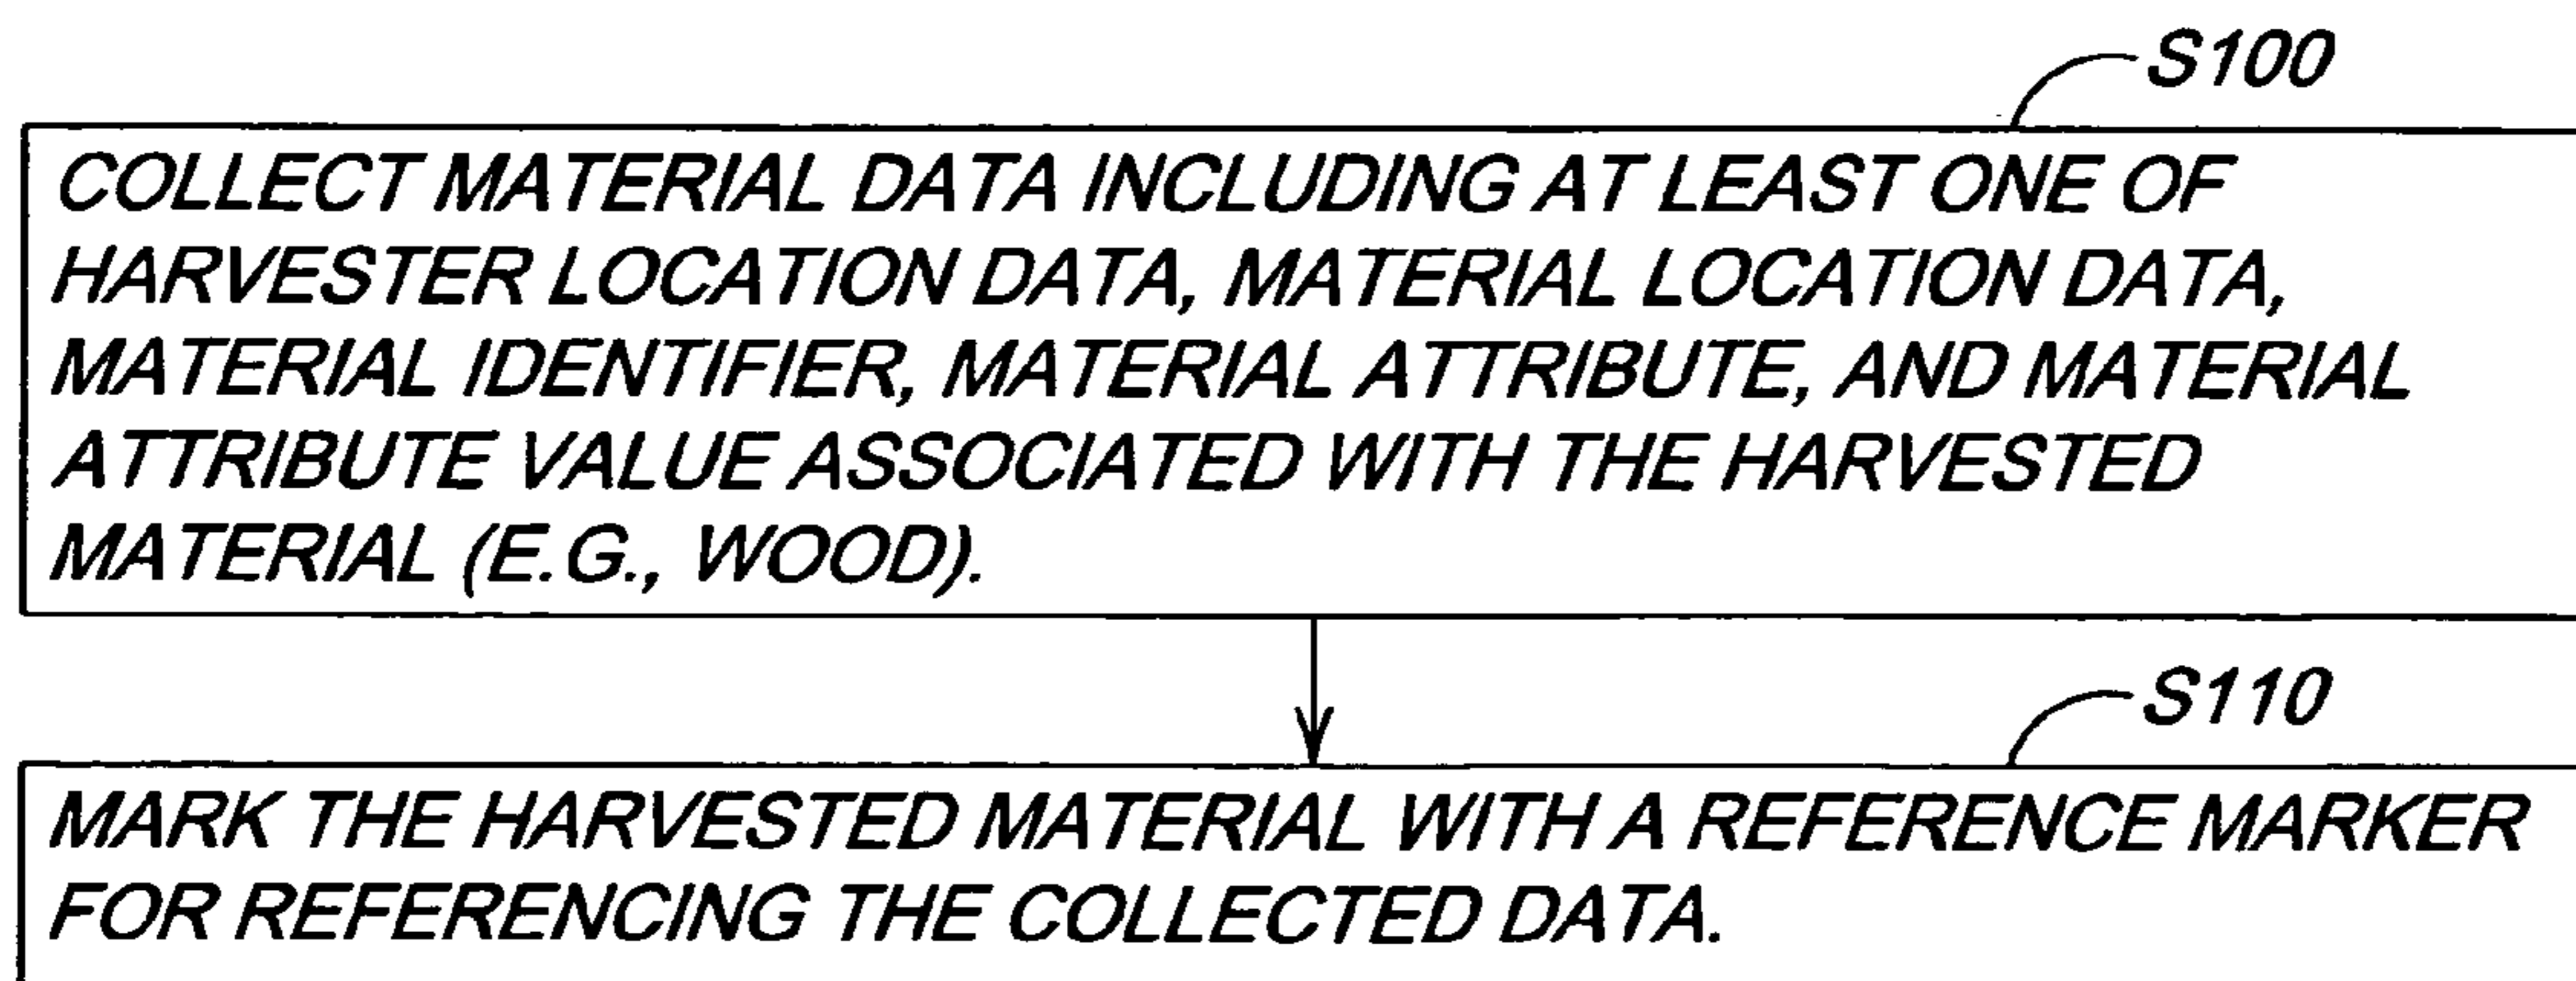 S100
COLLECT MATERIAL DATA INCLUDING AT LEAST ONE OF
HARVESTER LOCATION DATA, MATERIAL LOCATION DATA,
MATERIAL IDENTIFIER, MATERIAL ATTRIBUTE, AND MATERIAL
ATTRIBUTE VALUE ASSOCIATED WITH THE HARVESTED
MATERIAL (E.G., WOOD).
S110
MARK THE HARVESTED MATERIAL WITH A REFERENCE MARKER
FOR REFERENCING THE COLLECTED DATA.